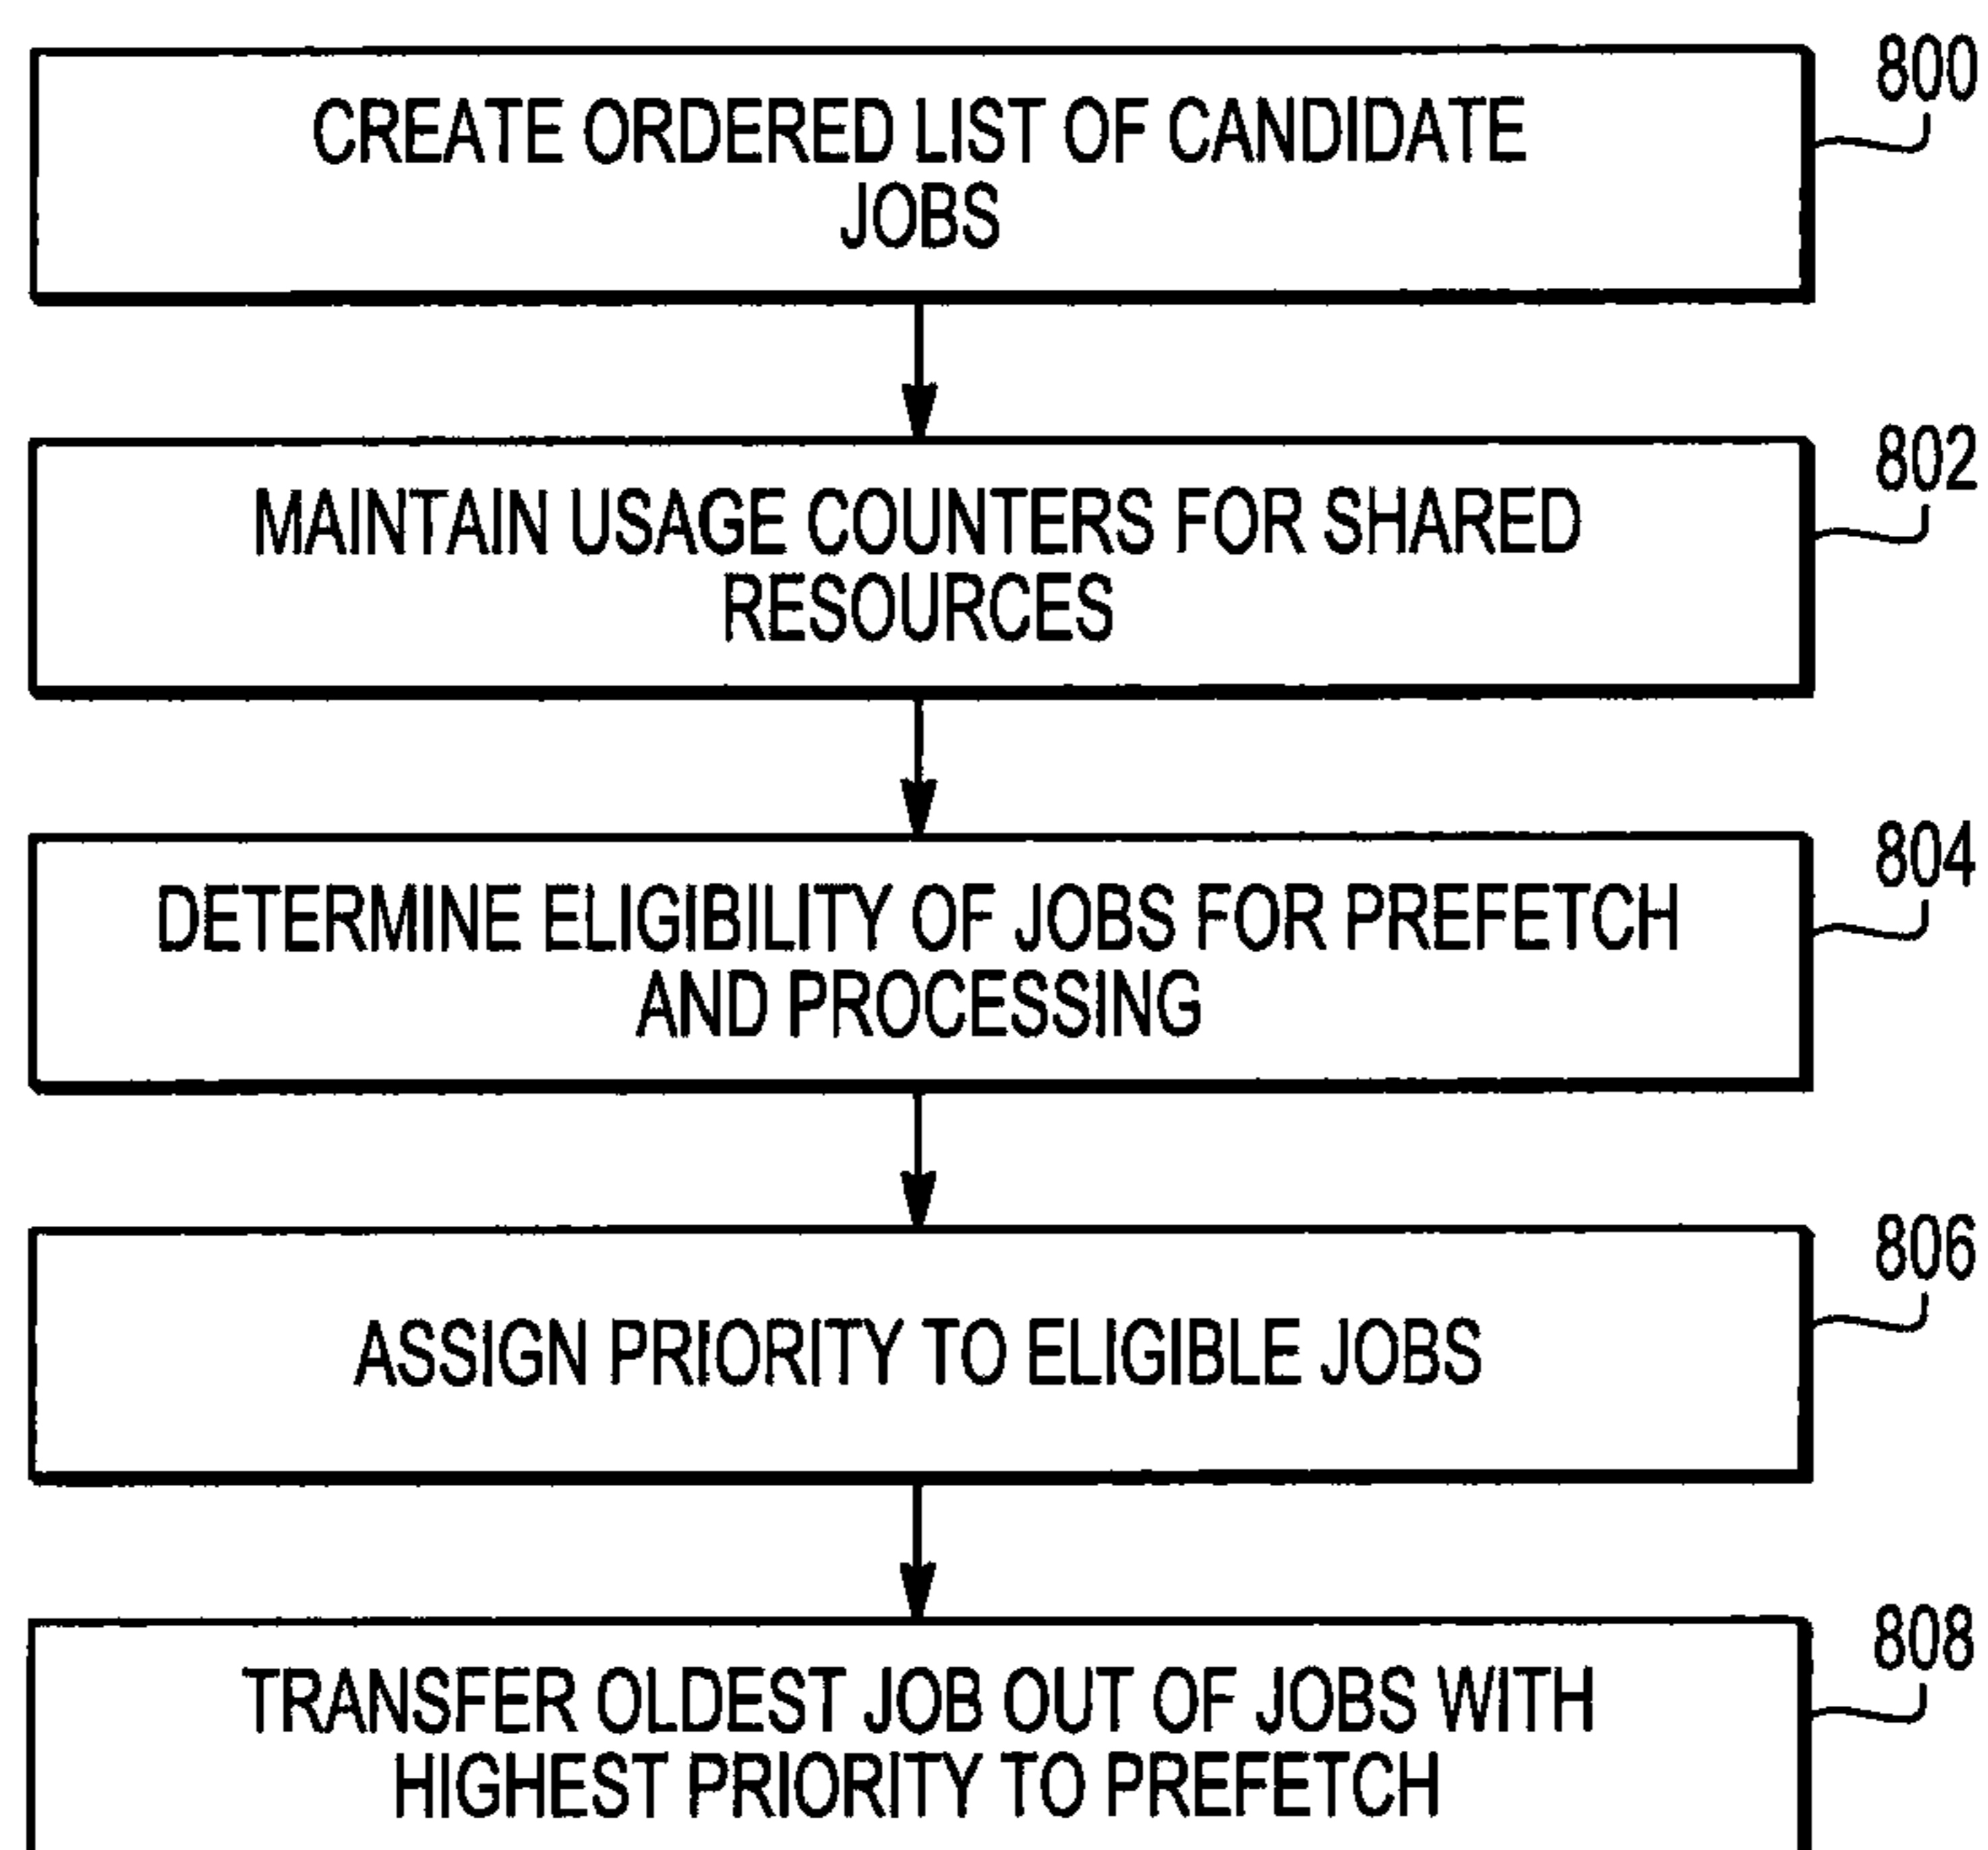 800
CREATE ORDERED LIST OF CANDIDATE
JOBS
802
MAINTAIN USAGE COUNTERS FOR SHARED
RESOURCES
804
DETERMINE ELIGIBILITY OF JOBS FOR PREFETCH
AND PROCESSING
806
ASSIGN PRIORITY TO ELIGIBLE JOBS
808
TRANSFER OLDEST JOB OUT OF JOBS WITH
HIGHEST PRIORITY TO PREFETCH